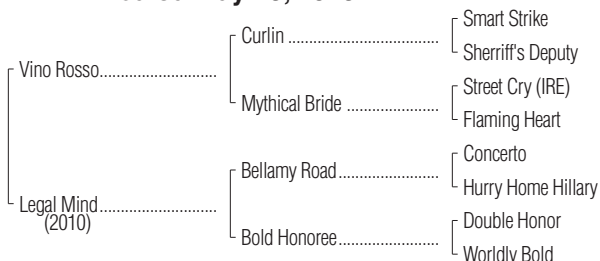 Smart Strike
Curlin
Sherriff's Deputy
Vino Rosso
Street Cry (IRE)
Mythical Bride
Flaming Heart
Concerto
Bellamy Road
Hurry Home Hillary
Legal Mind
(2010)
Double Honor
Bold Honoree
Worldly Bold